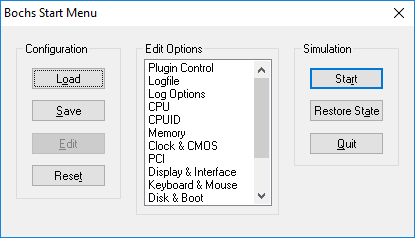 Bochs Start Menu
Configuration
Load
Save
Edit
Reset
Edit Options
Plugin Control
Logfile
Log Options
CPU
CPUID
Memory
Clock & CMOS
PCI
Display & Interface
Keyboard & Mouse
Disk & Boot
Simulation
Start
Restore State
Quit